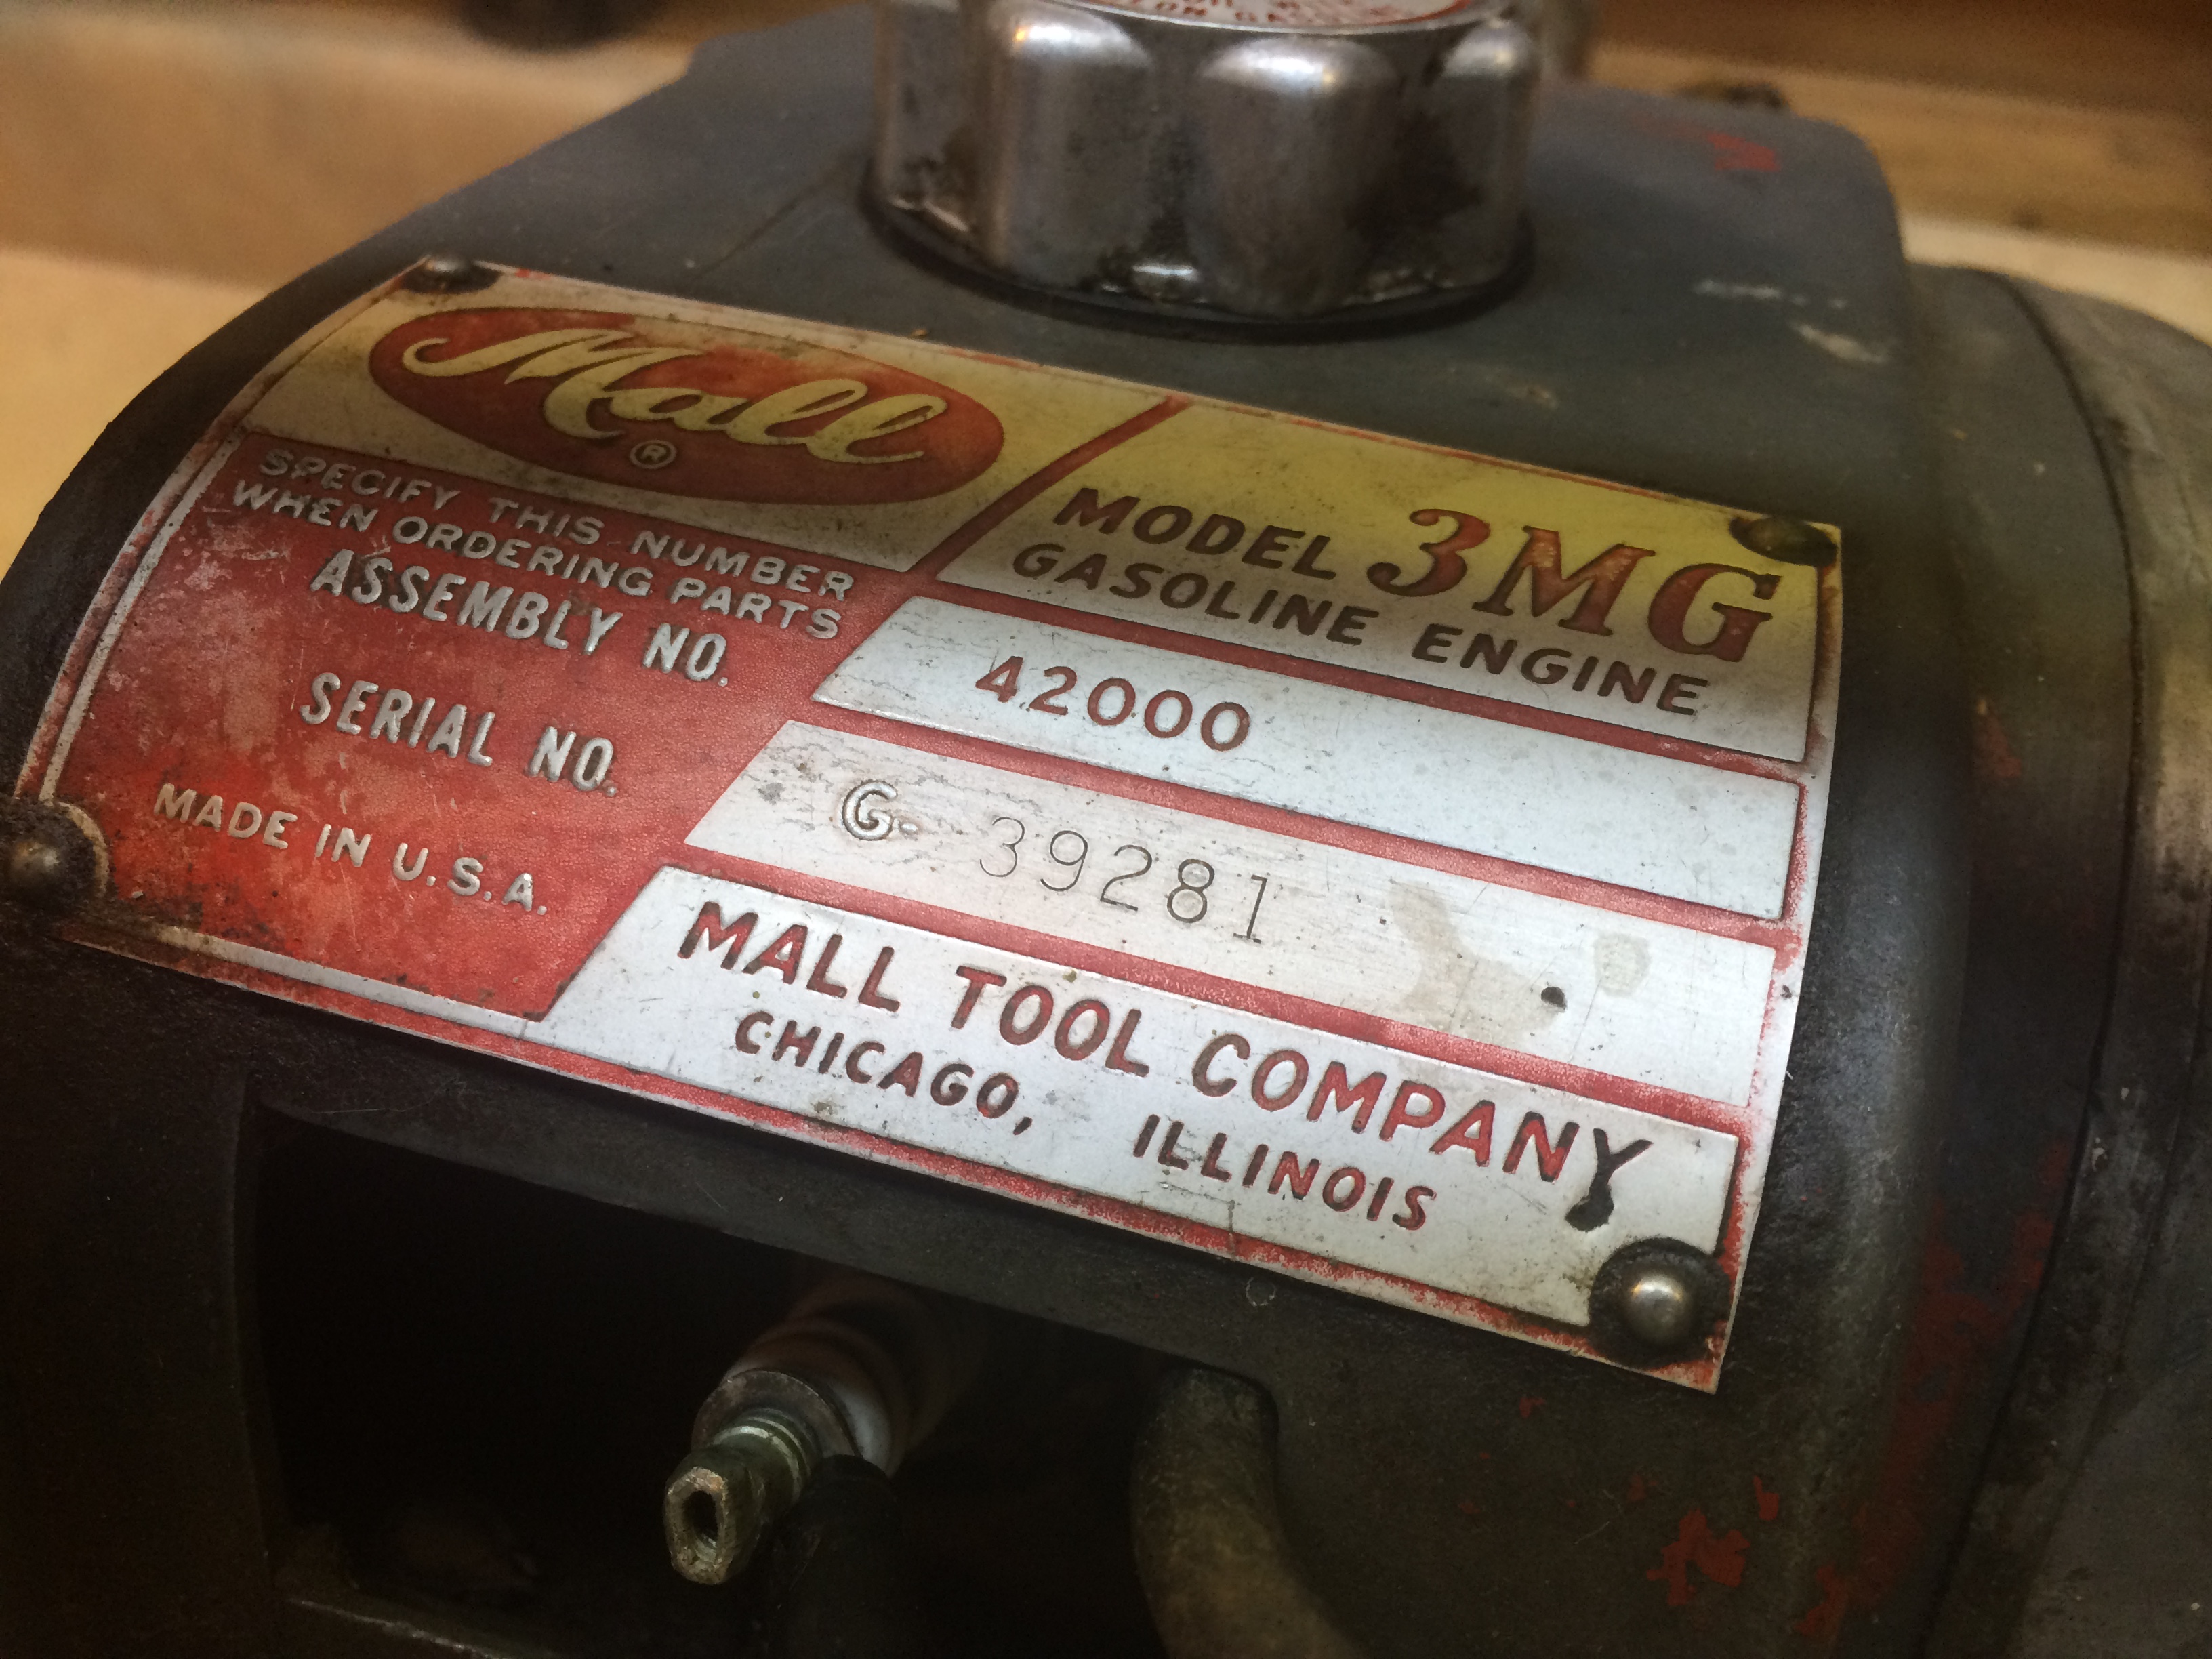 Mall
®
MODEL 3MG
GASOLINE ENGINE
SPECIFY THIS NUMBER
WHEN ORDERING PARTS
ASSEMBLY NO. 42000
SERIAL NO. G- 39281
MADE IN U.S.A.
MALL TOOL COMPANY
CHICAGO, ILLINOIS